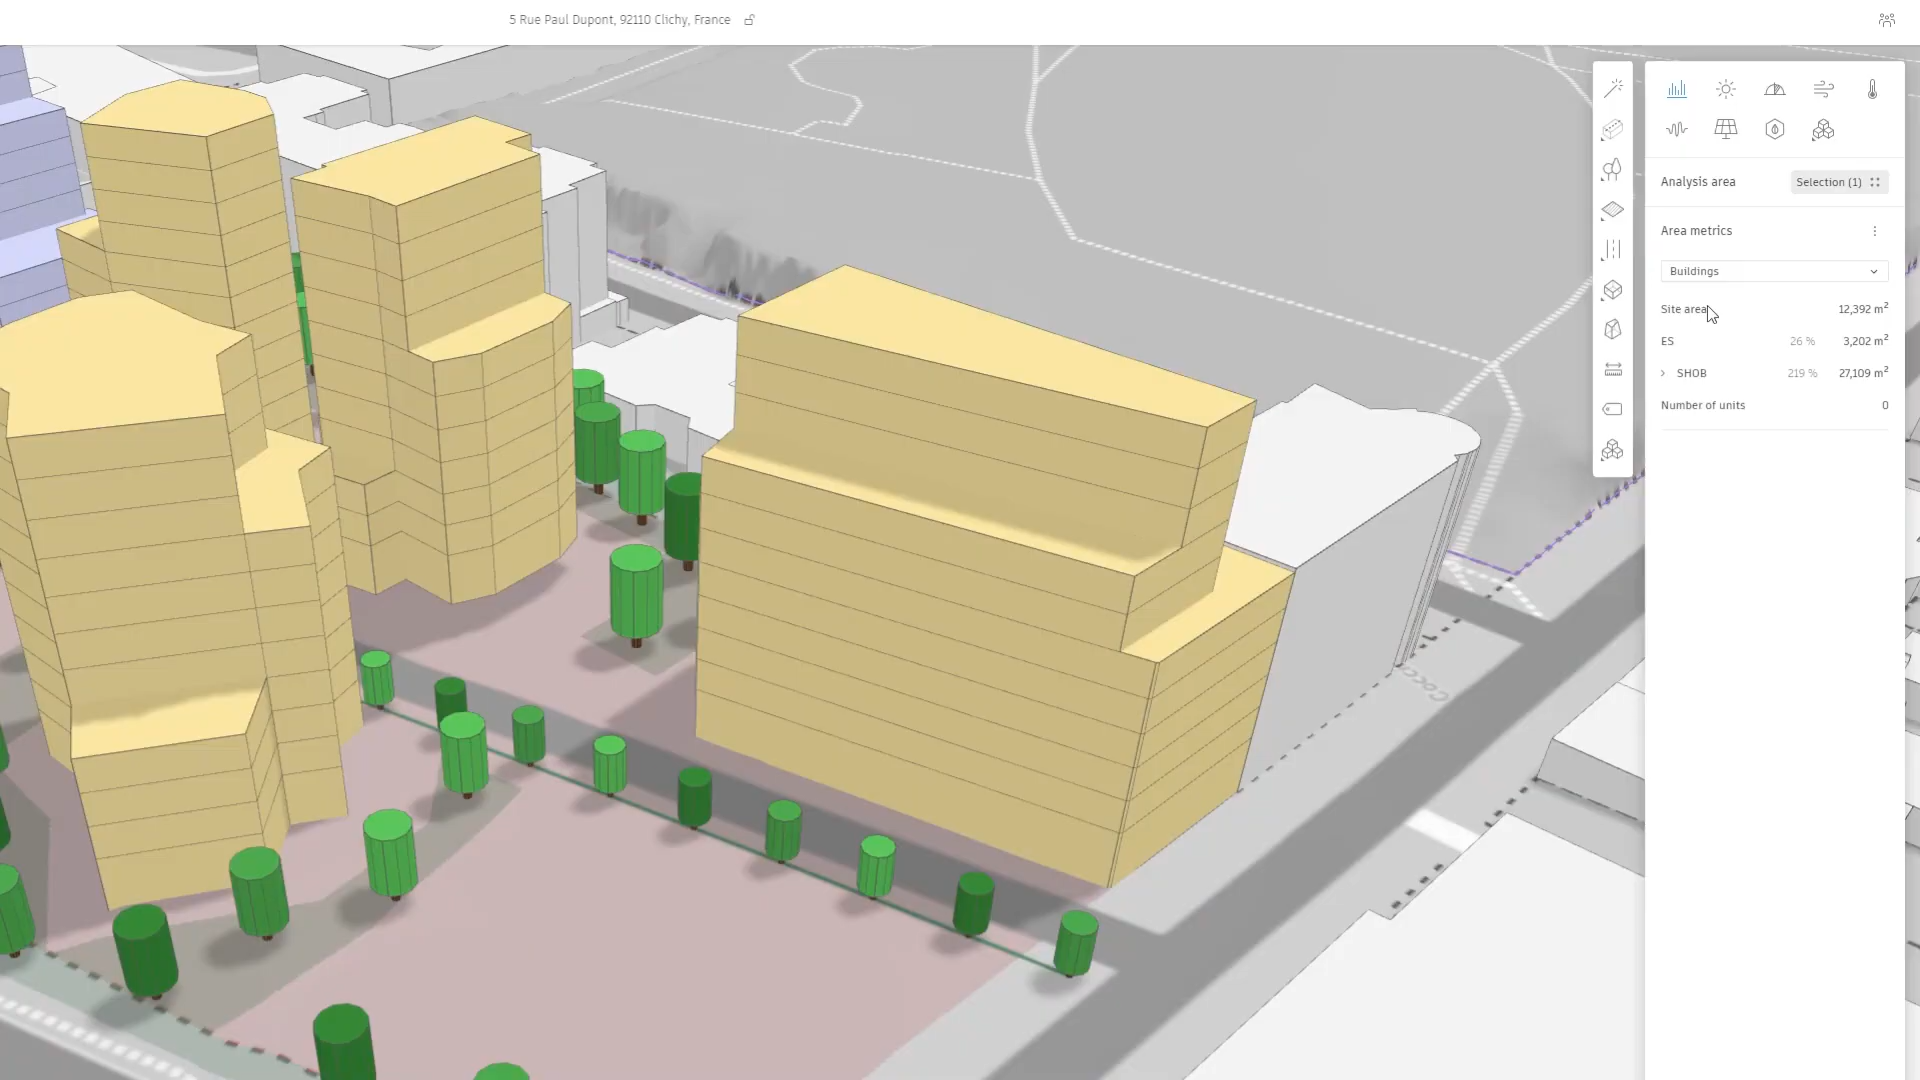 5 Rue Paul Dupont, 92110 Clichy, France
Analysis area
Selection (1)
Area metrics
Buildings
Site area 12,392 m²
ES 26 % 3,202 m²
SHOB 219 % 27,109 m²
Number of units 0